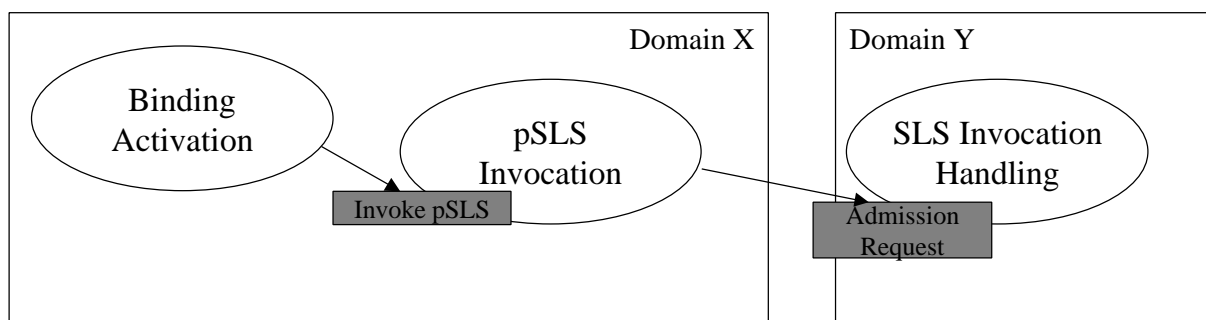 Domain X
Domain Y
Binding
Activation
pSLS
Invocation
SLS Invocation
Handling
Invoke pSLS
Admission
Request